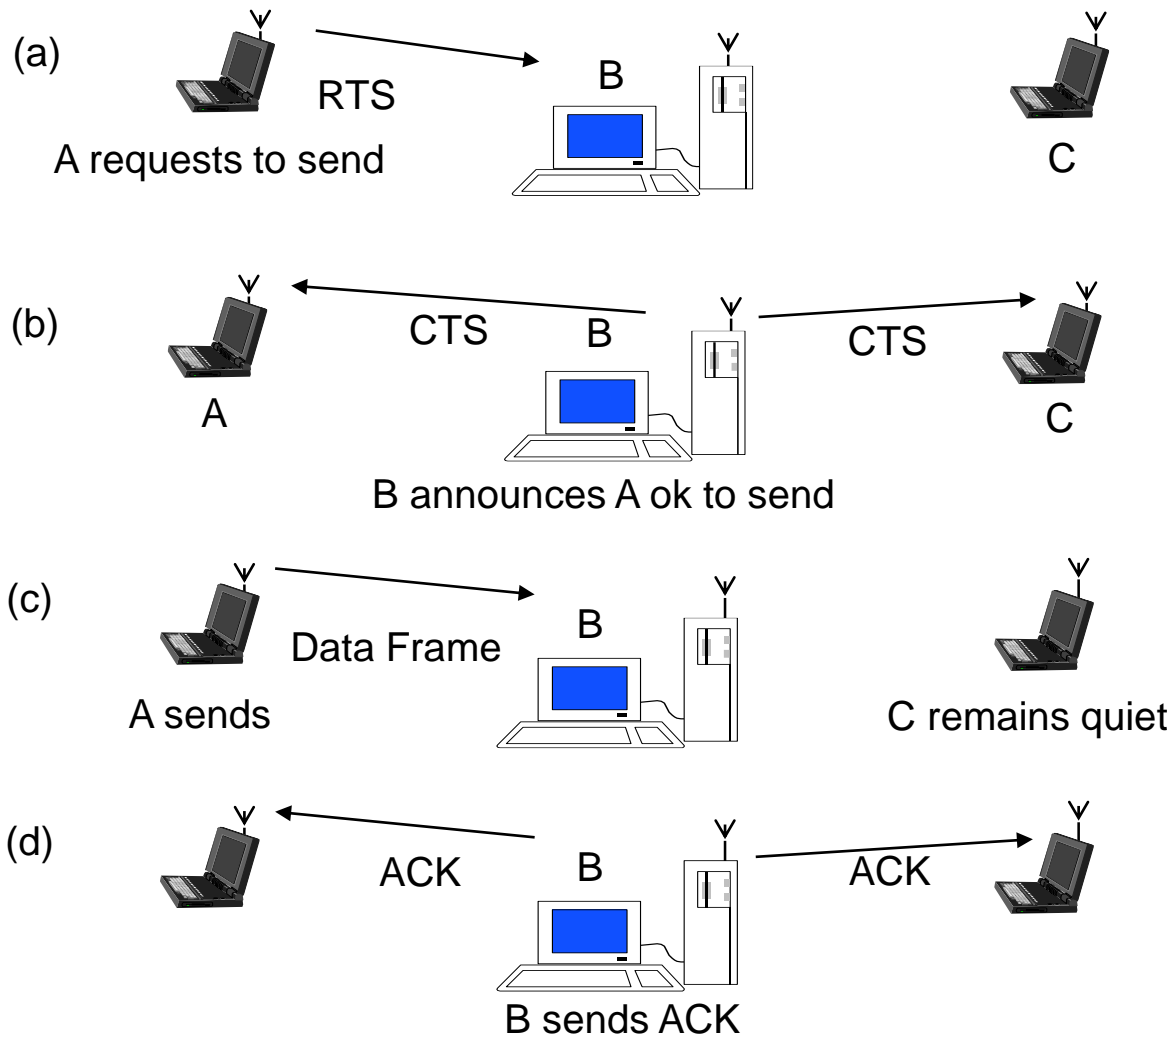 (a)
RTS
B
A requests to send
C
(b)
CTS
B
CTS
A
C
B announces A ok to send
(c)
B
Data Frame
A sends
C remains quiet
(d)
ACK
B
ACK
B sends ACK